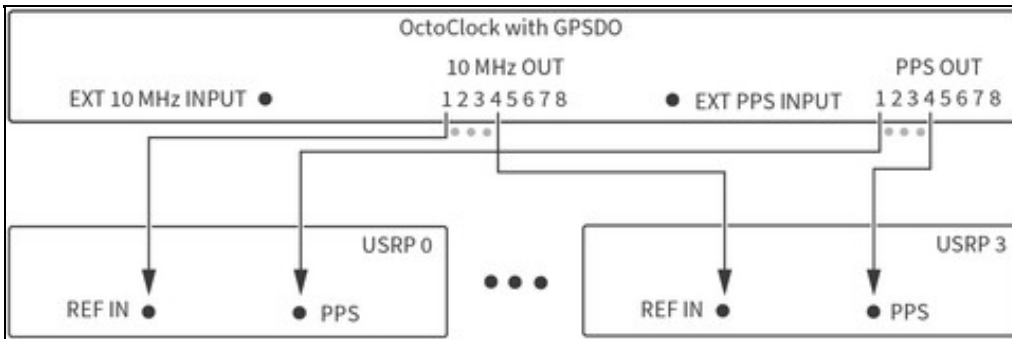 OctoClock with GPSDO
10 MHz OUT
PPS OUT
EXT 10 MHz INPUT
1 2 3 4 5 6 7 8
EXT PPS INPUT
1 2 3 4 5 6 7 8
USRP 0
USRP 3
REF IN
PPS
REF IN
PPS